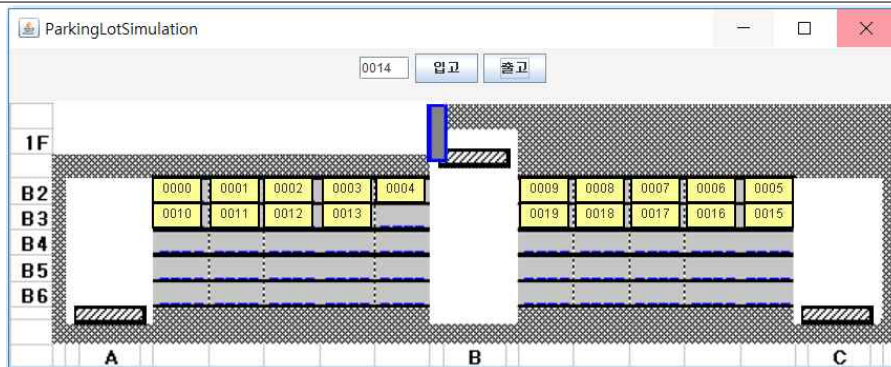 ParkingLotSimulation
0014 입고 출고
1F
B2 0000 0001 0002 0003 0004 0009 0008 0007 0006 0005
B3 0010 0011 0012 0013 0019 0018 0017 0016 0015
B4
B5
B6
A B C